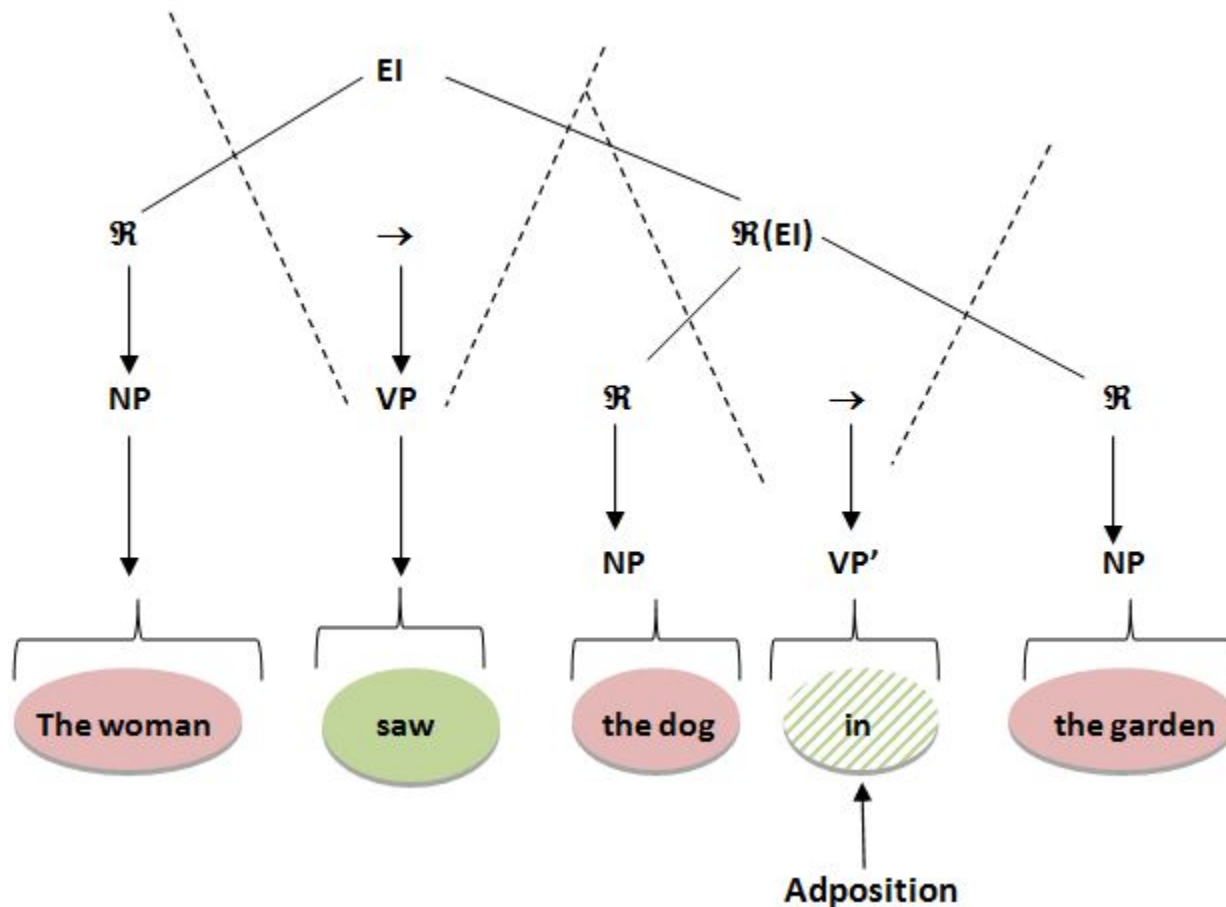 EI
ℜ → ℜ(EI)
NP VP ℜ → ℜ
NP VP’ NP
The woman saw the dog in the garden
Adposition